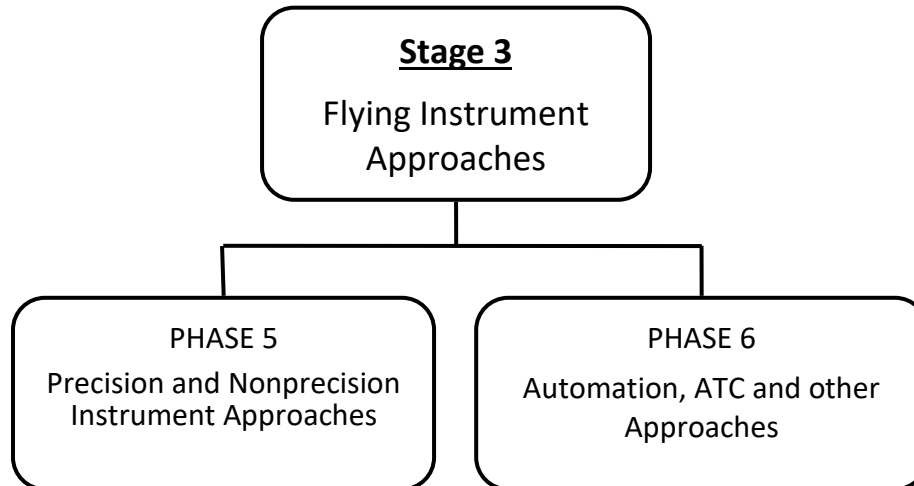 Stage 3
Flying Instrument
Approaches
PHASE 5
Precision and Nonprecision
Instrument Approaches
PHASE 6
Automation, ATC and other
Approaches